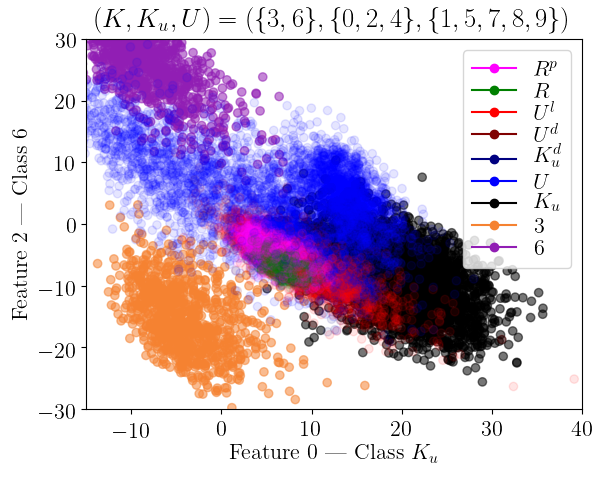 (K, K_u, U) = ({3, 6}, {0, 2, 4}, {1, 5, 7, 8, 9})
30
20
10
0
−10
−20
−30
Feature 2 — Class 6
R^p
R
U^l
U^d
K_u^d
U
K_u
3
6
−10
0
10
20
30
40
Feature 0 — Class K_u